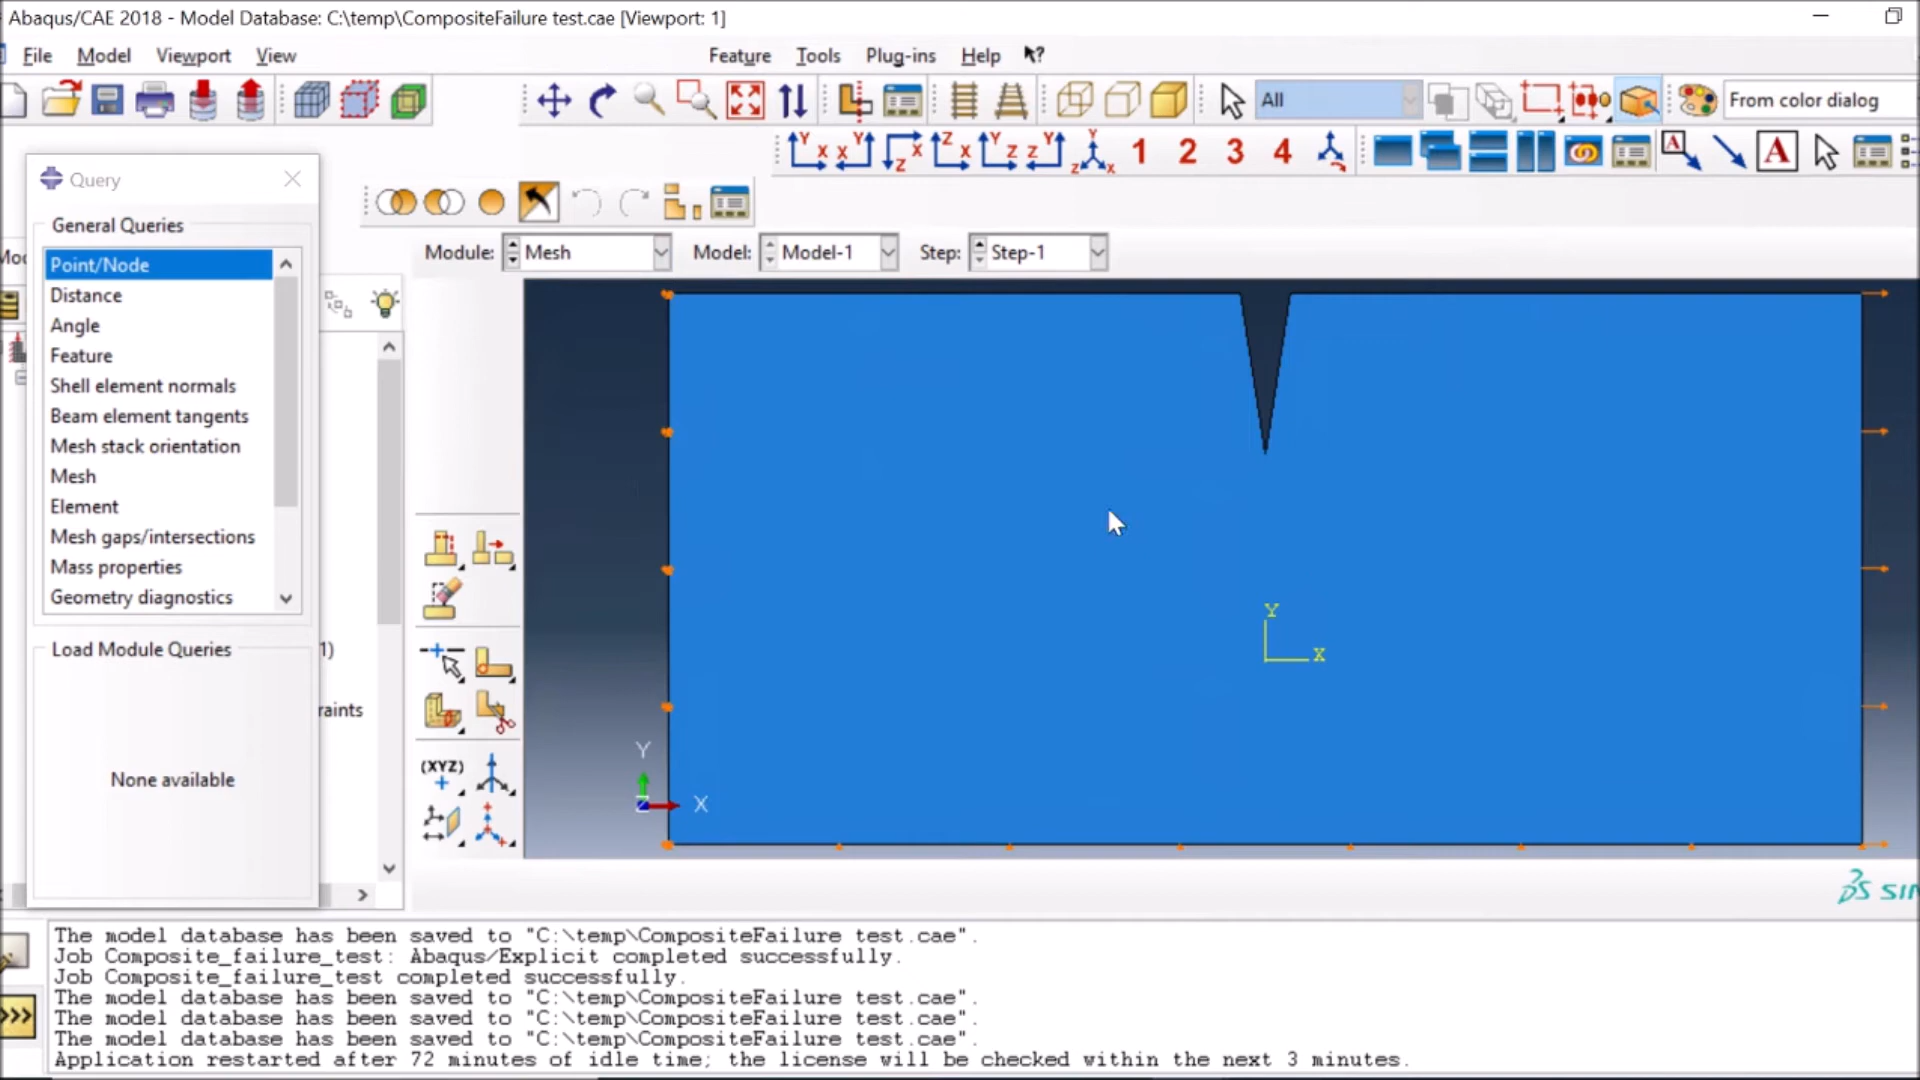 Abaqus/CAE 2018 - Model Database: C:\temp\CompositeFailure test.cae [Viewport: 1]
File Model Viewport View Feature Tools Plug-ins Help
All
From color dialog
Y X X Y Z X Z X Y Z Z Y Y Z X 1 2 3 4 A A
Query
General Queries
Module: Mesh Model: Model-1 Step: Step-1
Point/Node
Distance
Angle
Feature
Shell element normals
Beam element tangents
Mesh stack orientation
Mesh
Element
Mesh gaps/intersections
Mass properties
Geometry diagnostics
Load Module Queries
1)
raints
None available
(XYZ)
Y
X
Y
X
The model database has been saved to "C:\temp\CompositeFailure test.cae".
Job Composite_failure_test: Abaqus/Explicit completed successfully.
Job Composite_failure_test completed successfully.
The model database has been saved to "C:\temp\CompositeFailure test.cae".
The model database has been saved to "C:\temp\CompositeFailure test.cae".
The model database has been saved to "C:\temp\CompositeFailure test.cae".
Application restarted after 72 minutes of idle time; the license will be checked within the next 3 minutes.